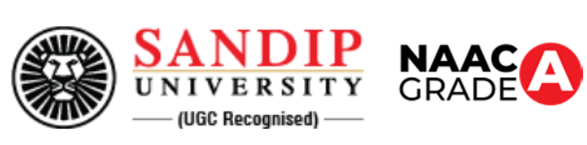 SANDIP
UNIVERSITY
(UGC Recognised)
NAAC
GRADE A